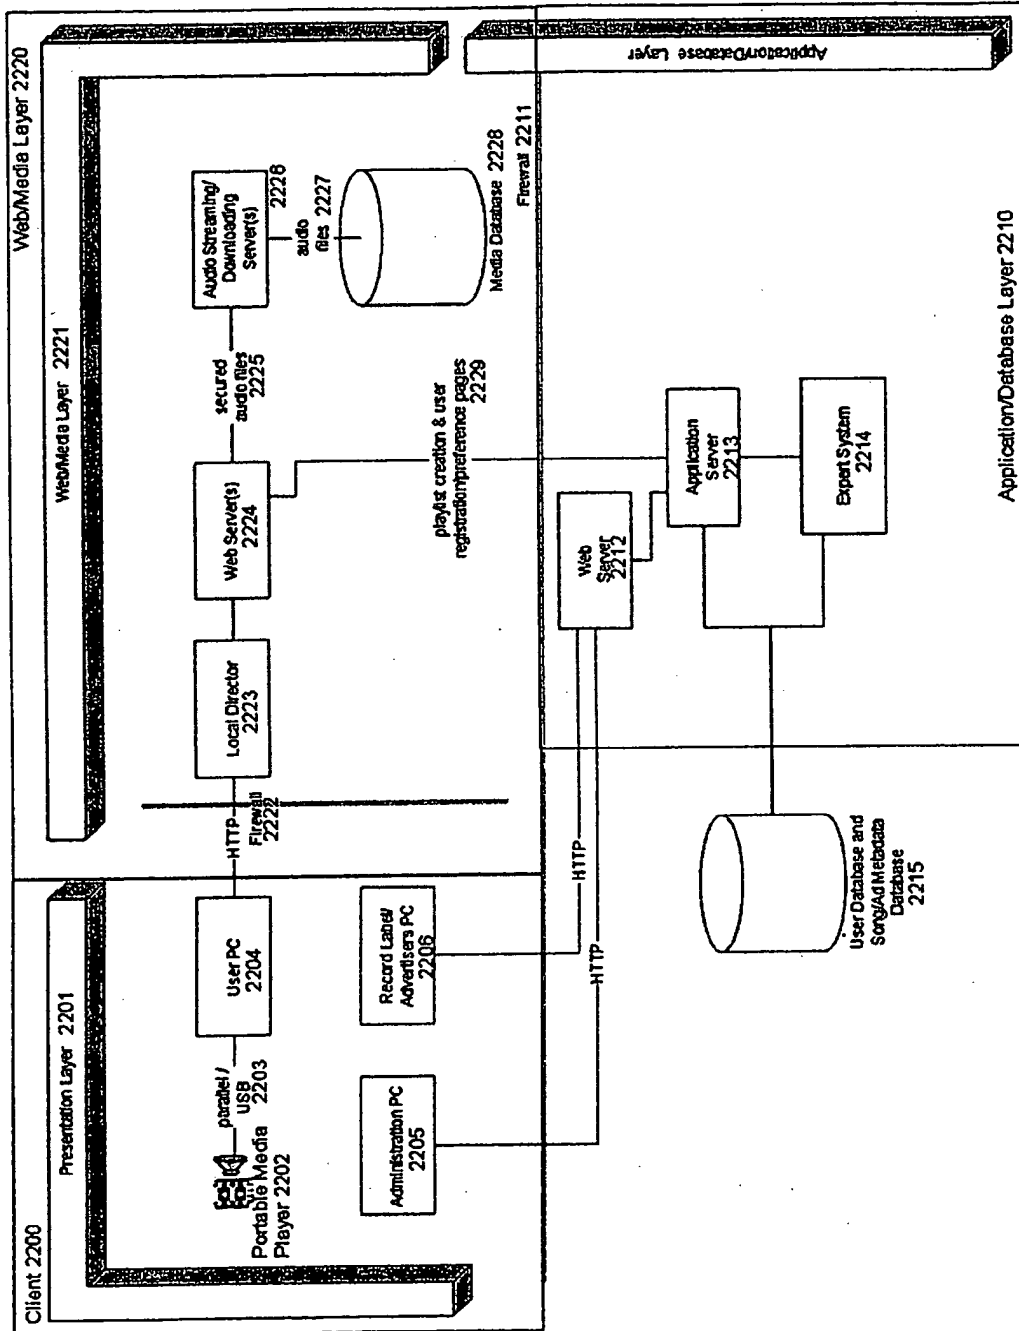 Client 2200
Presentation Layer 2201
Portable Media
Player 2202
parallel /
USB
2203
User PC
2204
Administration PC
2205
Record Label/
Advertisers PC
2206
Web/Media Layer 2220
Web/Media Layer 2221
HTTP
Firewall
2222
Local Director
2223
Web Server(s)
2224
secured
audio files
2225
Audio Streaming/
Downloading
Server(s)
2226
audio
files 2227
Media Database 2228
Firewall 2211
playlist creation & user
registration/preference pages
2229
HTTP
HTTP
Web
Server
2212
Application
Server
2213
Expert System
2214
User Database and
Song/Ad Metadata
Database
2215
Application/Database Layer
Application/Database Layer 2210